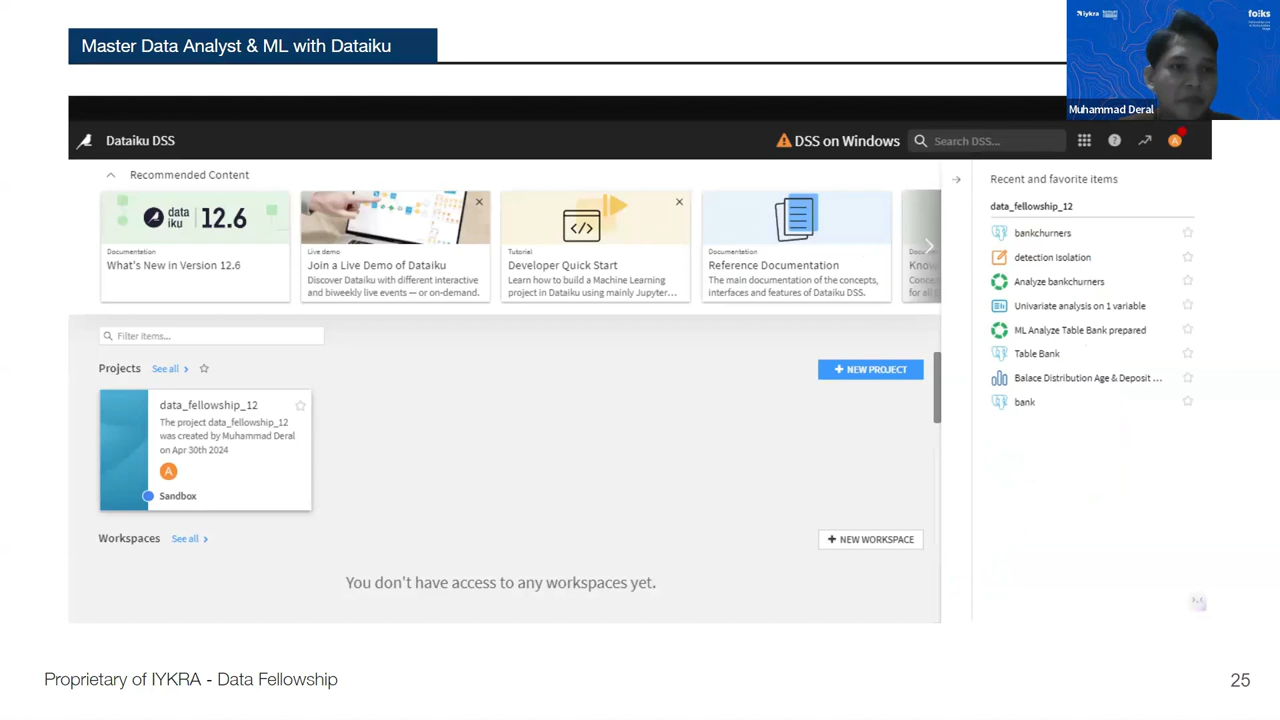 Master Data Analyst & ML with Dataiku
iykra
foiks
Muhammad Deral
Dataiku DSS
DSS on Windows
Search DSS...
A
Recommended Content
data iku 12.6
Documentation
What's New in Version 12.6
Live demo
Join a Live Demo of Dataiku
Discover Dataiku with different interactive
and biweekly live events — or on-demand.
Tutorial
Developer Quick Start
Learn how to build a Machine Learning
project in Dataiku using mainly Jupyter...
Documentation
Reference Documentation
The main documentation of the concepts,
interfaces and features of Dataiku DSS.
Know
Conce
for all
Filter items...
Projects See all
+ NEW PROJECT
data_fellowship_12
The project data_fellowship_12
was created by Muhammad Deral
on Apr 30th 2024
A
Sandbox
Workspaces See all
+ NEW WORKSPACE
You don't have access to any workspaces yet.
Recent and favorite items
data_fellowship_12
bankchurners
detection Isolation
Analyze bankchurners
Univariate analysis on 1 variable
ML Analyze Table Bank prepared
Table Bank
Balace Distribution Age & Deposit ...
bank
Proprietary of IYKRA - Data Fellowship
25